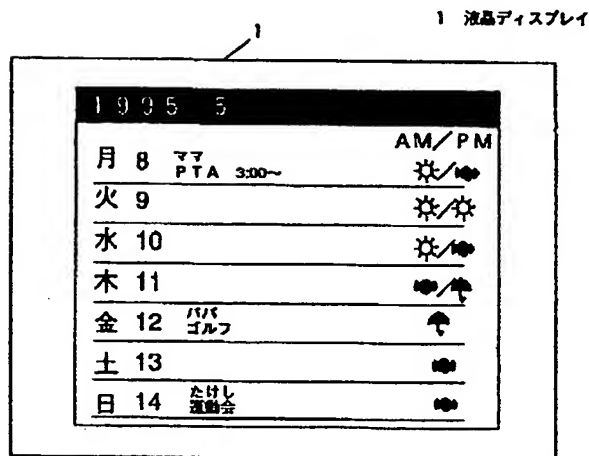 1 液晶ディスプレイ
1
1995 5
AM/PM
月 8 ママ
PTA 3:00~
火 9
水 10
木 11
金 12 パパ
ゴルフ
土 13
日 14 たけし
運動会